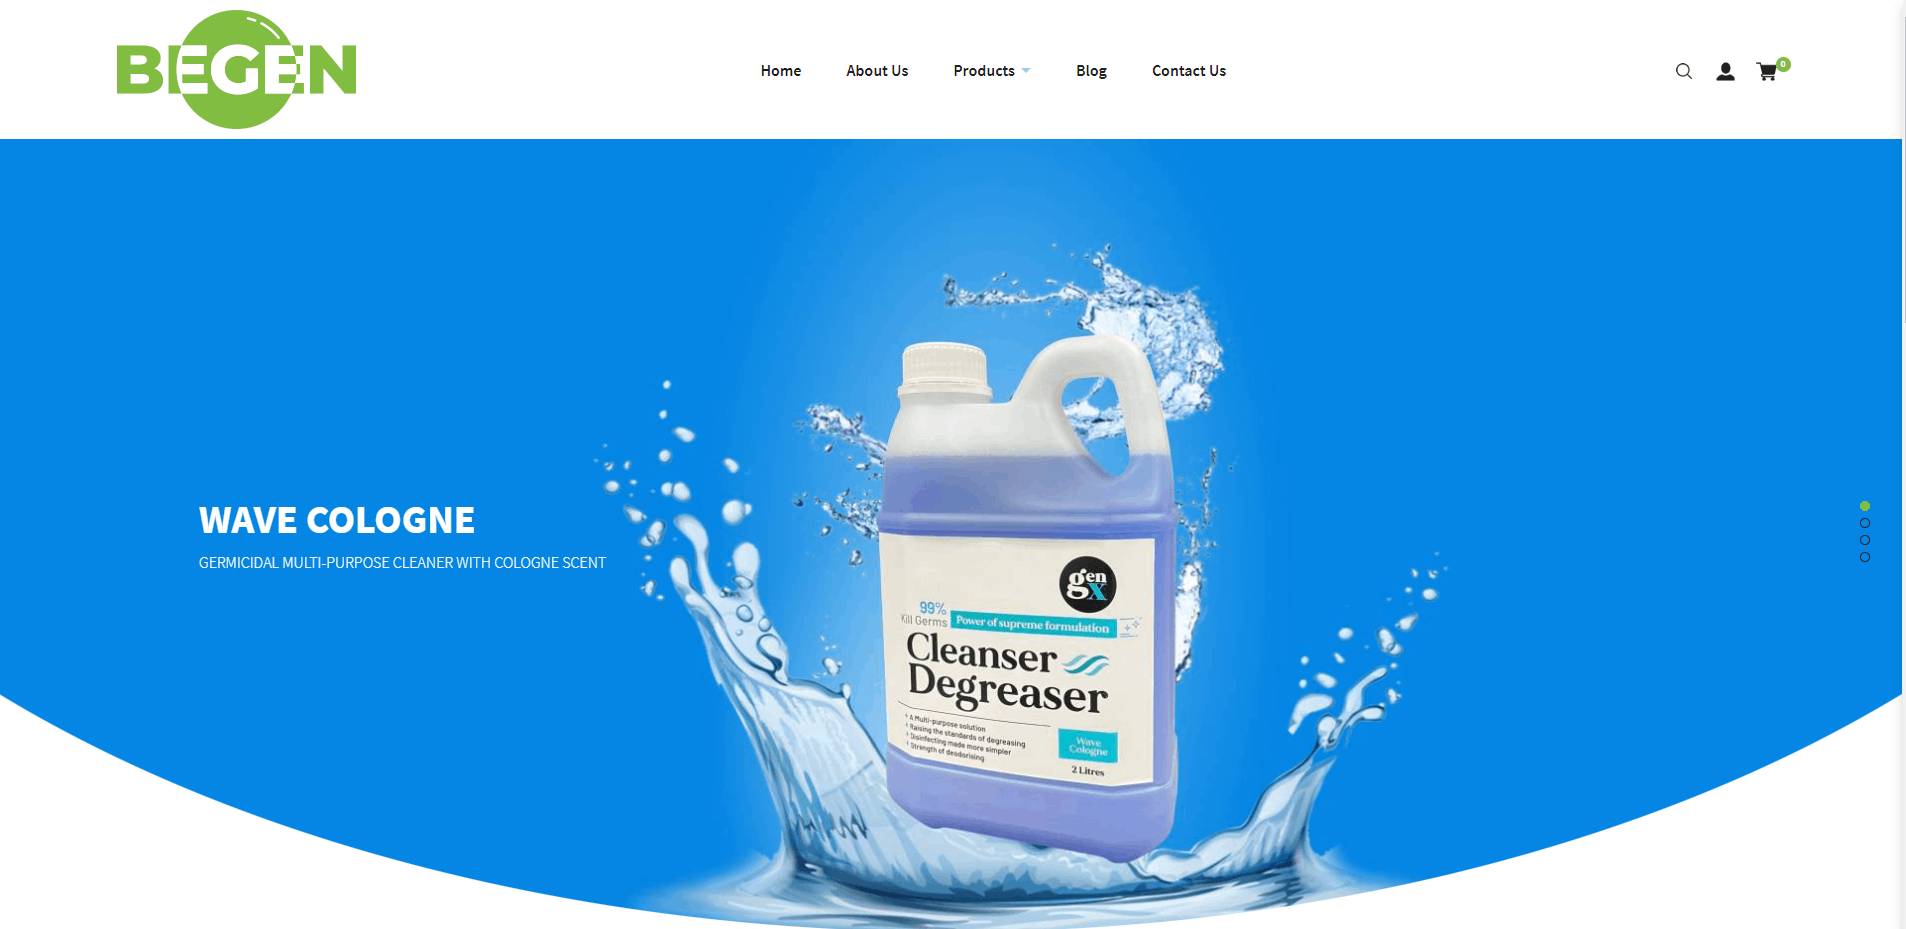 BEGEN
Home
About Us
Products
Blog
Contact Us
0
WAVE COLOGNE
GERMICIDAL MULTI-PURPOSE CLEANER WITH COLOGNE SCENT
gen
x
99%
Kill Germs
Power of supreme formulation
Cleanser
Degreaser
A Multi-purpose solution
Raising the standards of degreasing
Disinfecting made more simpler
Strength of deodorising
Wave
Cologne
2 Litres